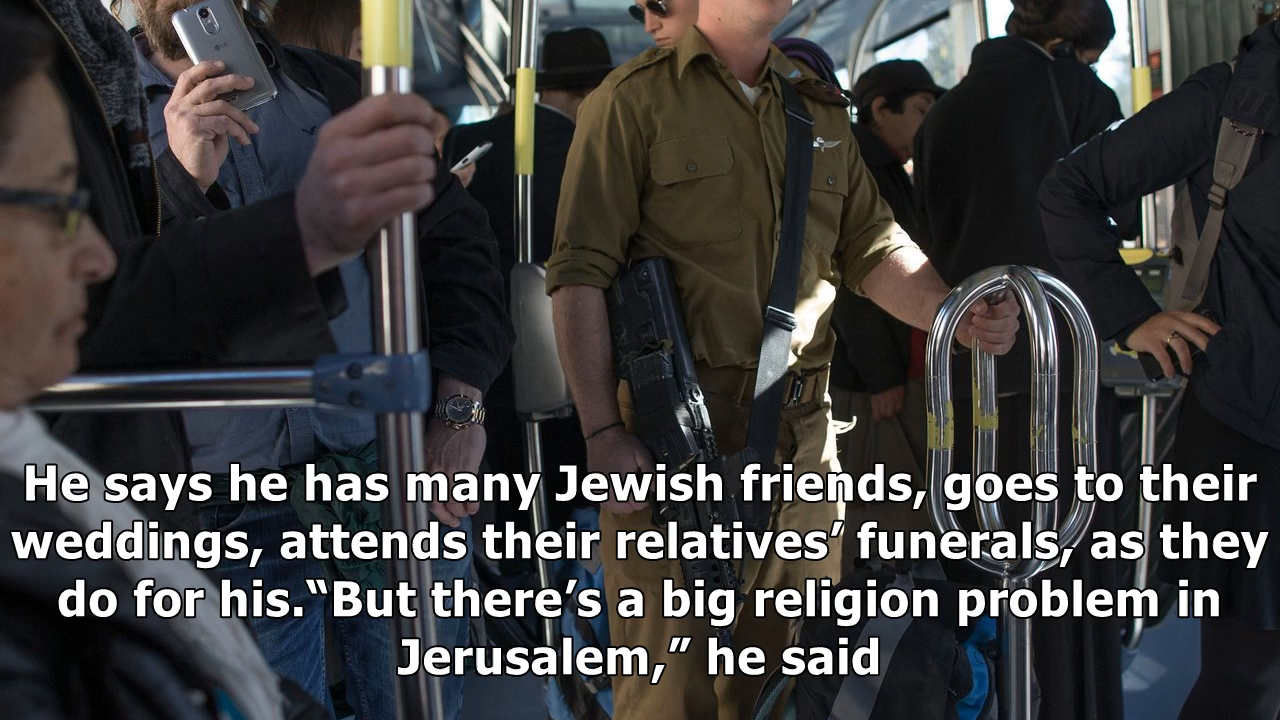 LG
He says he has many Jewish friends, goes to their
weddings, attends their relatives’ funerals, as they
do for his.“But there’s a big religion problem in
Jerusalem,” he said